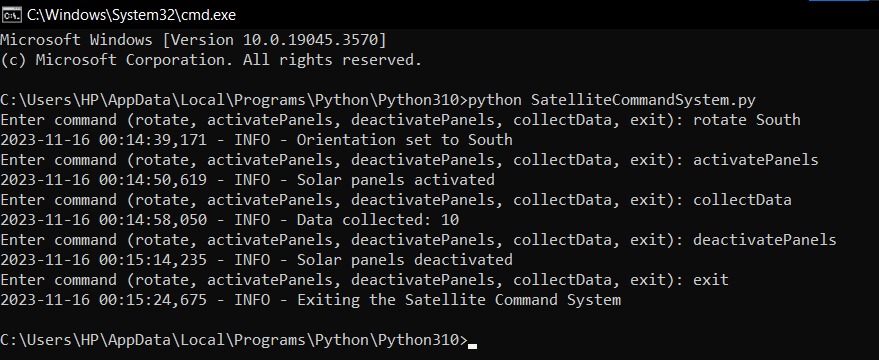 C:\Windows\System32\cmd.exe
Microsoft Windows [Version 10.0.19045.3570]
(c) Microsoft Corporation. All rights reserved.
C:\Users\HP\AppData\Local\Programs\Python\Python310>python SatelliteCommandSystem.py
Enter command (rotate, activatePanels, deactivatePanels, collectData, exit): rotate South
2023-11-16 00:14:39,171 - INFO - Orientation set to South
Enter command (rotate, activatePanels, deactivatePanels, collectData, exit): activatePanels
2023-11-16 00:14:50,619 - INFO - Solar panels activated
Enter command (rotate, activatePanels, deactivatePanels, collectData, exit): collectData
2023-11-16 00:14:58,050 - INFO - Data collected: 10
Enter command (rotate, activatePanels, deactivatePanels, collectData, exit): deactivatePanels
2023-11-16 00:15:14,235 - INFO - Solar panels deactivated
Enter command (rotate, activatePanels, deactivatePanels, collectData, exit): exit
2023-11-16 00:15:24,675 - INFO - Exiting the Satellite Command System
C:\Users\HP\AppData\Local\Programs\Python\Python310>